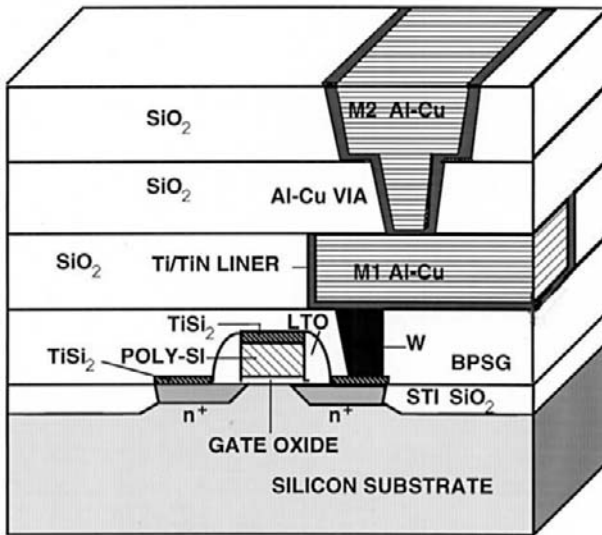 M2 Al-Cu
SiO₂
SiO₂
Al-Cu VIA
SiO₂
Ti/TiN LINER
M1 Al-Cu
TiSi₂
LTO
TiSi₂
POLY-SI
W
BPSG
STI SiO₂
n⁺
n⁺
GATE OXIDE
SILICON SUBSTRATE